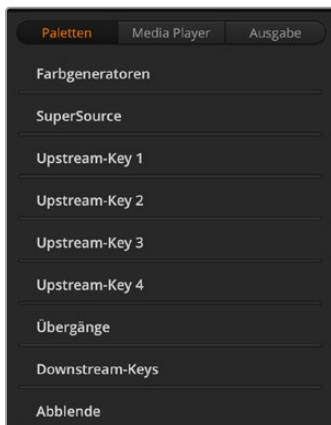 Paletten Media Player Ausgabe
Farbgeneratoren
SuperSource
Upstream-Key 1
Upstream-Key 2
Upstream-Key 3
Upstream-Key 4
Übergänge
Downstream-Keys
Abblende